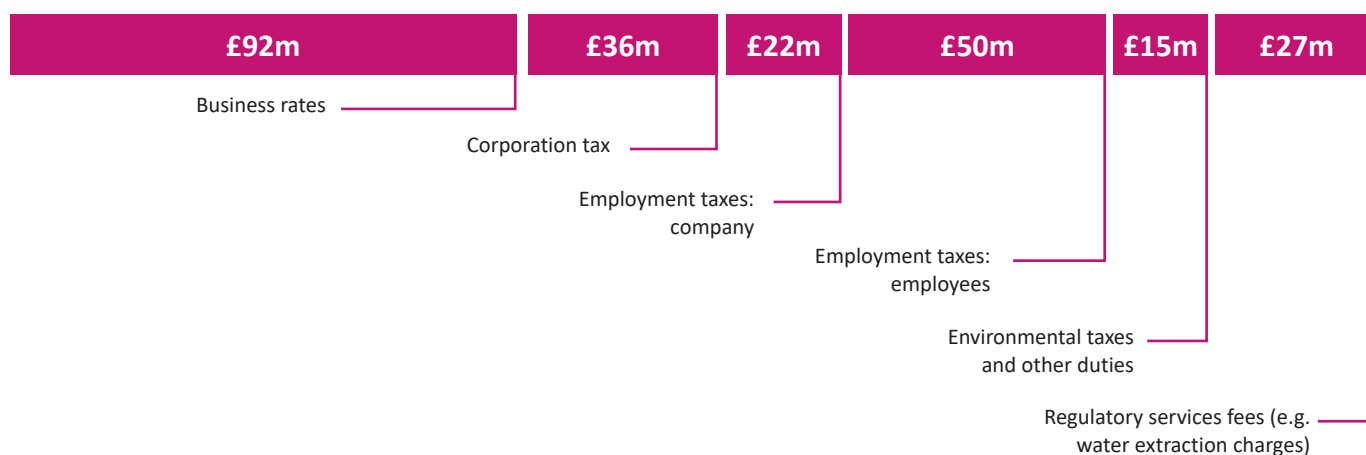 £92m £36m £22m £50m £15m £27m
Business rates
Corporation tax
Employment taxes:
company
Employment taxes:
employees
Environmental taxes
and other duties
Regulatory services fees (e.g.
water extraction charges)